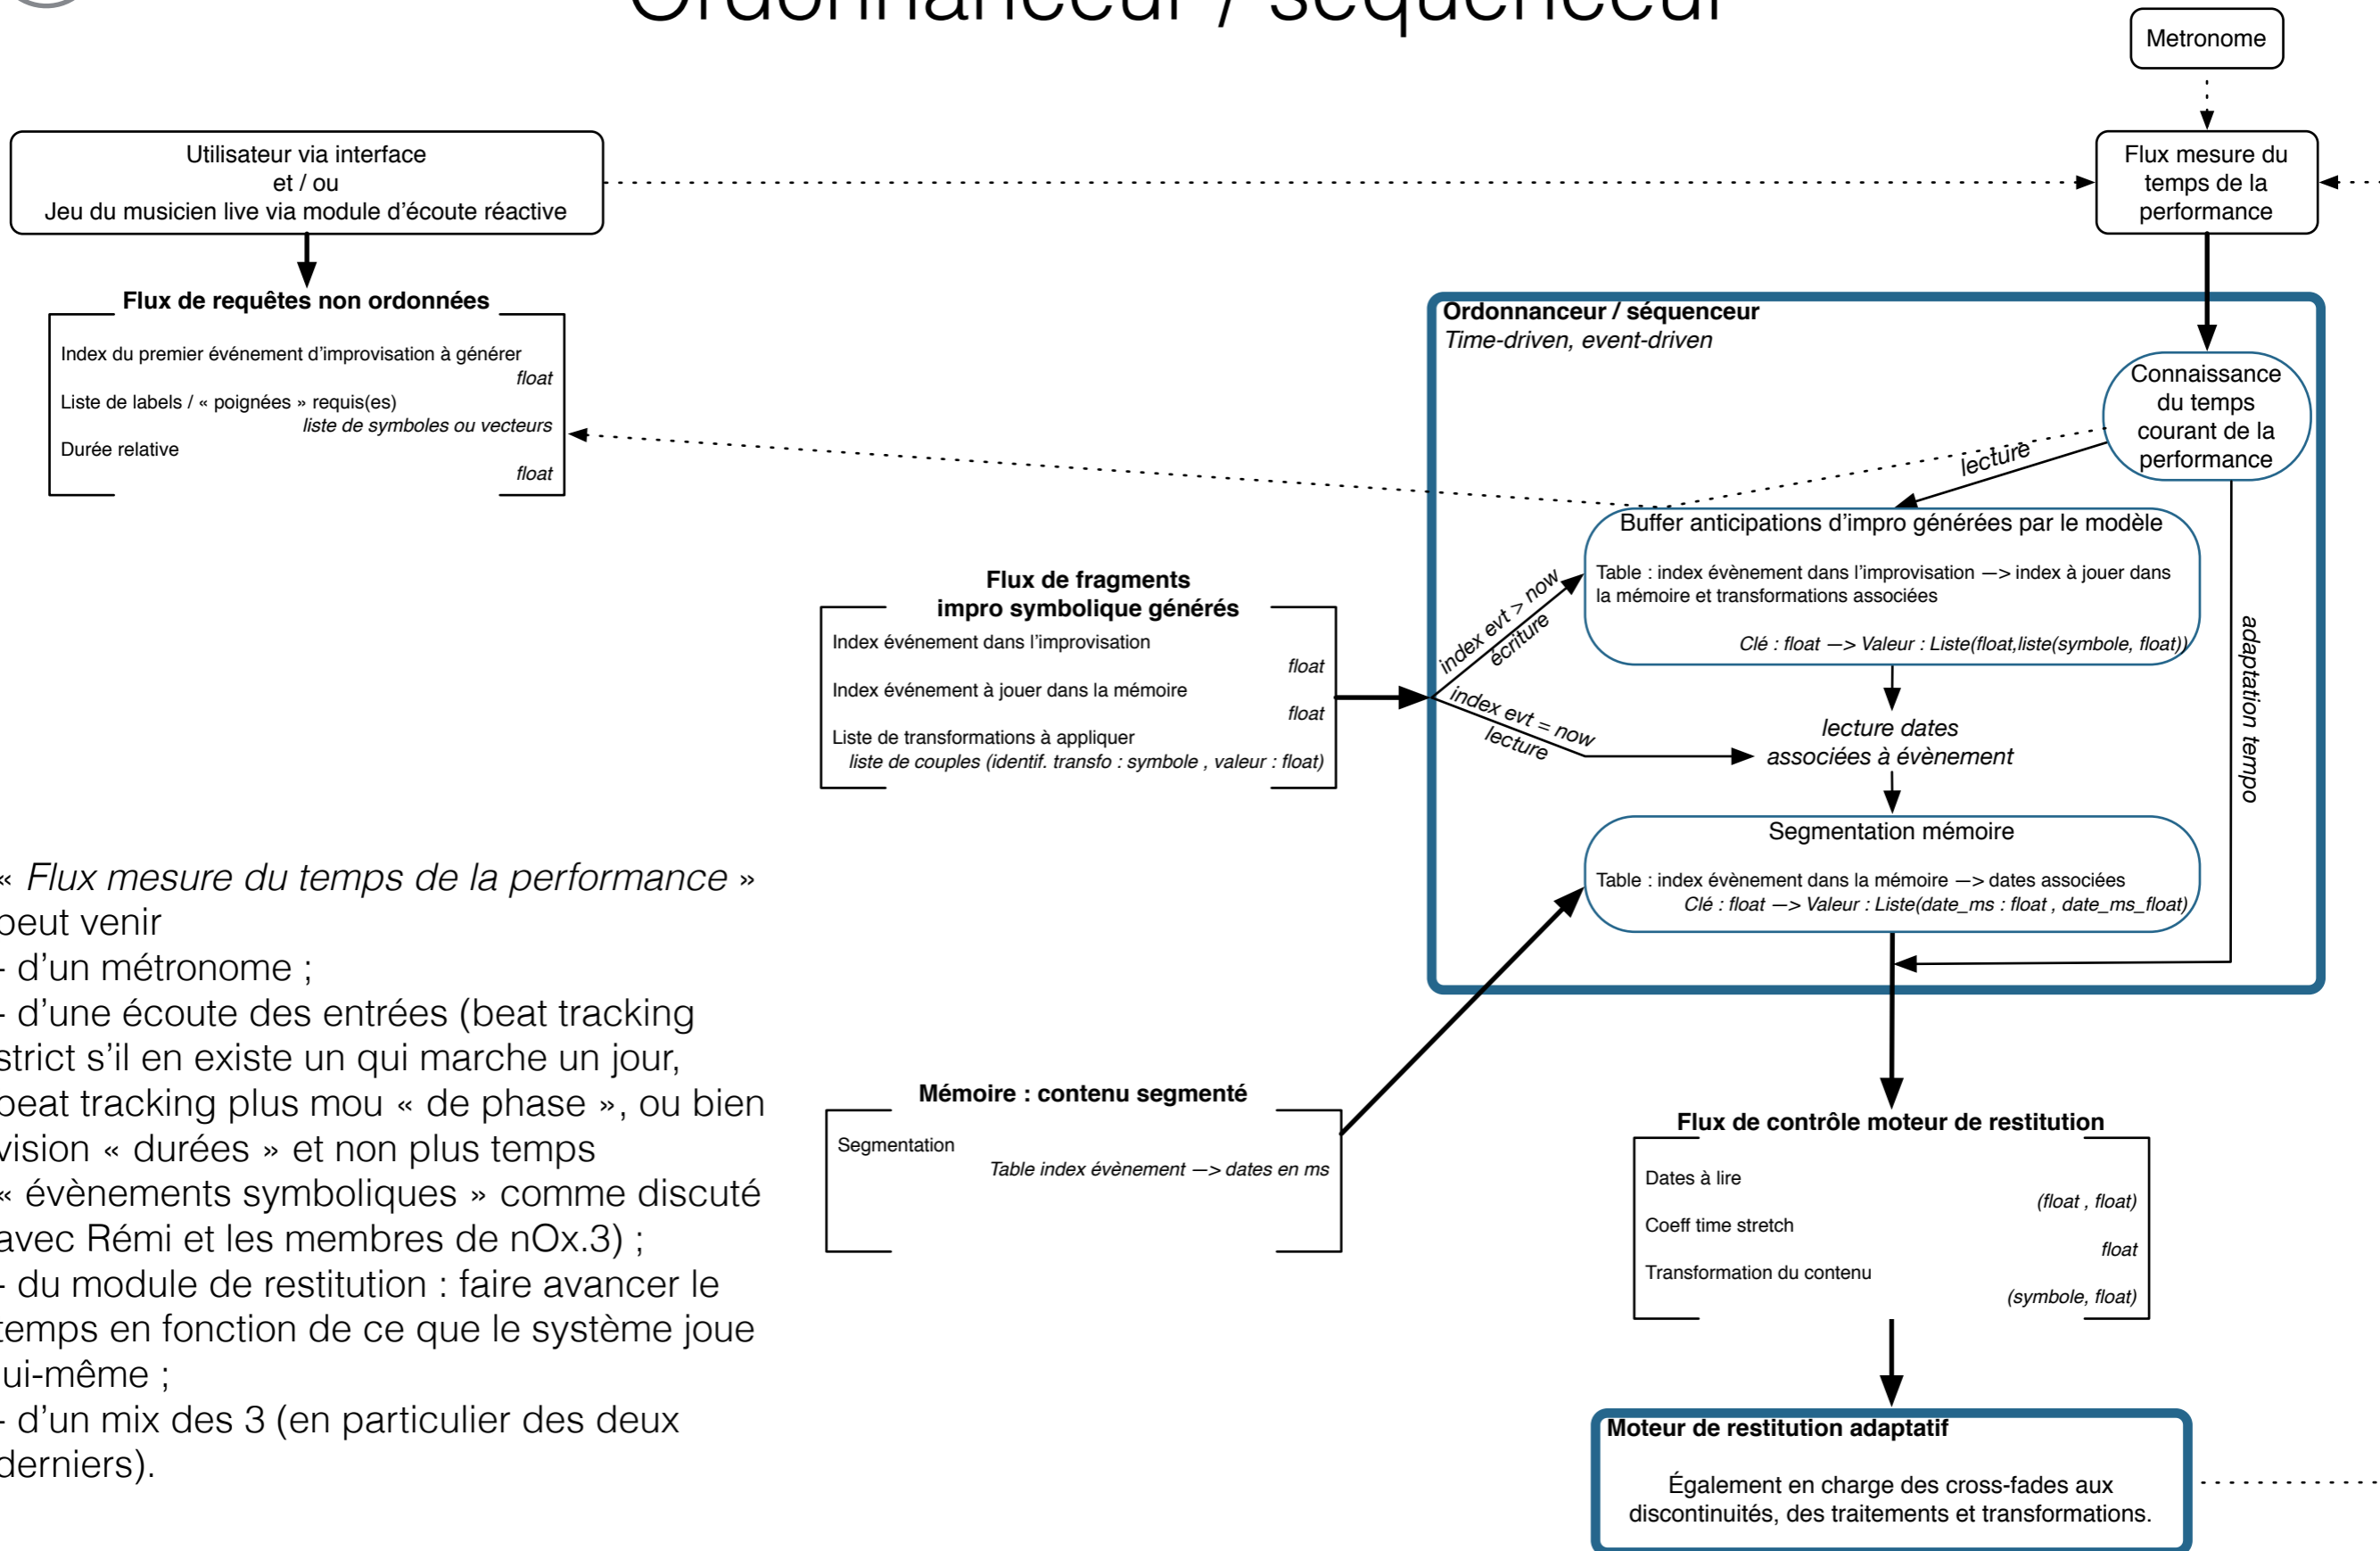 Ordonnanceur / séquenceur
Metronome
Utilisateur via interface
et / ou
Jeu du musicien live via module d'écoute réactive
Flux mesure du
temps de la
performance
Flux de requêtes non ordonnées
Index du premier événement d'improvisation à générer
float
Liste de labels / « poignées » requis(es)
liste de symboles ou vecteurs
Durée relative
float
Ordonnanceur / séquenceur
Time-driven, event-driven
Connaissance
du temps
courant de la
performance
lecture
Buffer anticipations d'impro générées par le modèle
Table : index évènement dans l'improvisation —> index à jouer dans
la mémoire et transformations associées
Clé : float —> Valeur : Liste(float,liste(symbole, float))
adaptation tempo
Flux de fragments
impro symbolique générés
Index événement dans l'improvisation
float
Index événement à jouer dans la mémoire
float
Liste de transformations à appliquer
liste de couples (identif. transfo : symbole , valeur : float)
index evt > now
écriture
index evt = now
lecture
lecture dates
associées à évènement
Segmentation mémoire
Table : index évènement dans la mémoire —> dates associées
Clé : float —> Valeur : Liste(date_ms : float , date_ms_float)
« Flux mesure du temps de la performance »
peut venir
- d'un métronome ;
- d'une écoute des entrées (beat tracking
strict s'il en existe un qui marche un jour,
beat tracking plus mou « de phase », ou bien
vision « durées » et non plus temps
« évènements symboliques » comme discuté
avec Rémi et les membres de nOx.3) ;
- du module de restitution : faire avancer le
temps en fonction de ce que le système joue
lui-même ;
- d'un mix des 3 (en particulier des deux
derniers).
Mémoire : contenu segmenté
Segmentation
Table index évènement —> dates en ms
Flux de contrôle moteur de restitution
Dates à lire
(float , float)
Coeff time stretch
float
Transformation du contenu
(symbole, float)
Moteur de restitution adaptatif
Également en charge des cross-fades aux
discontinuités, des traitements et transformations.